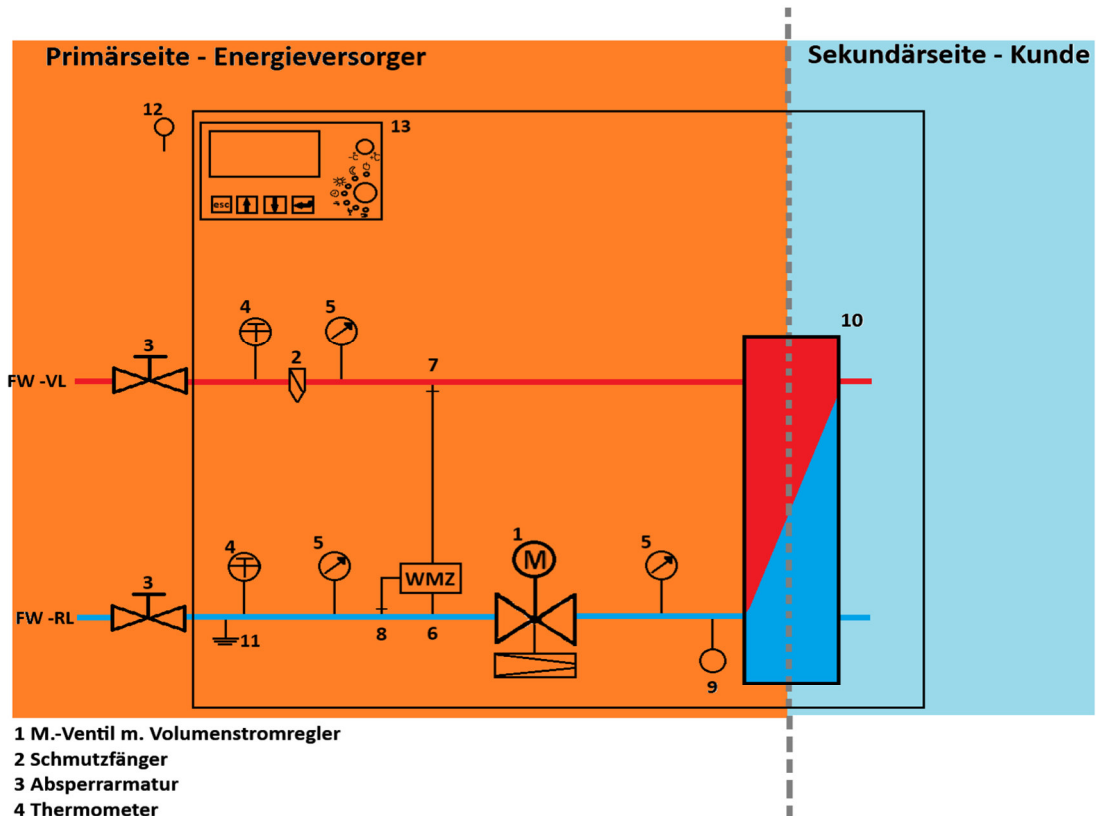 Primärseite - Energieversorger
Sekundärseite - Kunde
12
13
-°C +°C
esc
4
5
10
3
2
7
FW -VL
4
5
1
5
M
WMZ
3
FW -RL
11
8
6
9
1 M.-Ventil m. Volumenstromregler
2 Schmutzfänger
3 Absperrarmatur
4 Thermometer